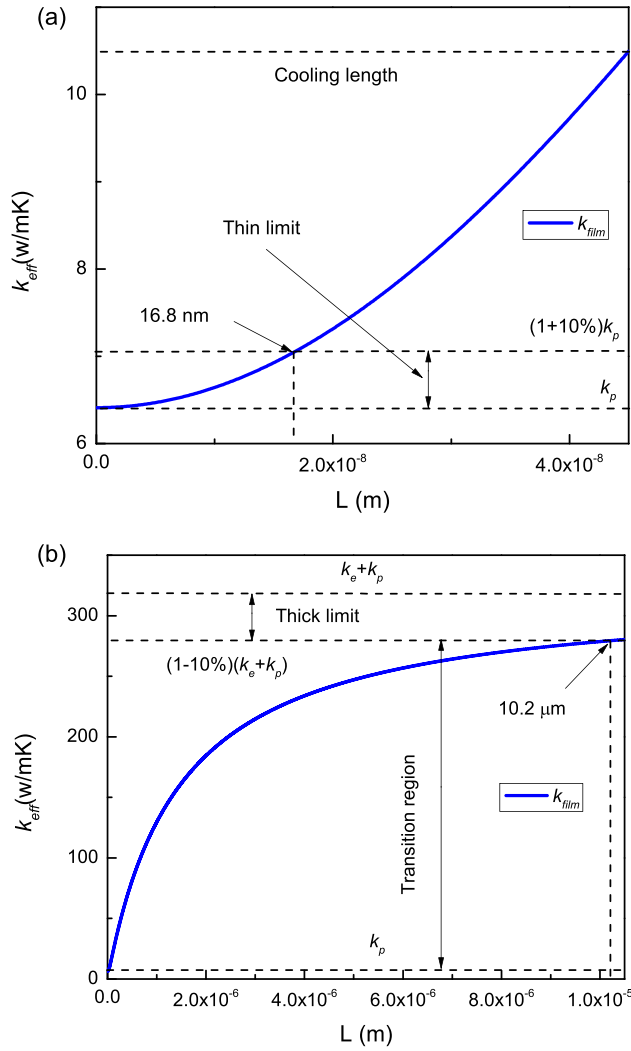 (a)
10
Cooling length
k_eff(w/mK)
k_film
Thin limit
8
16.8 nm
(1+10%)k_p
k_p
6
0.0
2.0x10^-8
4.0x10^-8
L (m)
(b)
k_e+k_p
300
Thick limit
(1-10%)(k_e+k_p)
10.2 μm
k_eff(w/mK)
200
Transition region
k_film
100
k_p
0
0.0
2.0x10^-6
4.0x10^-6
6.0x10^-6
8.0x10^-6
1.0x10^-5
L (m)